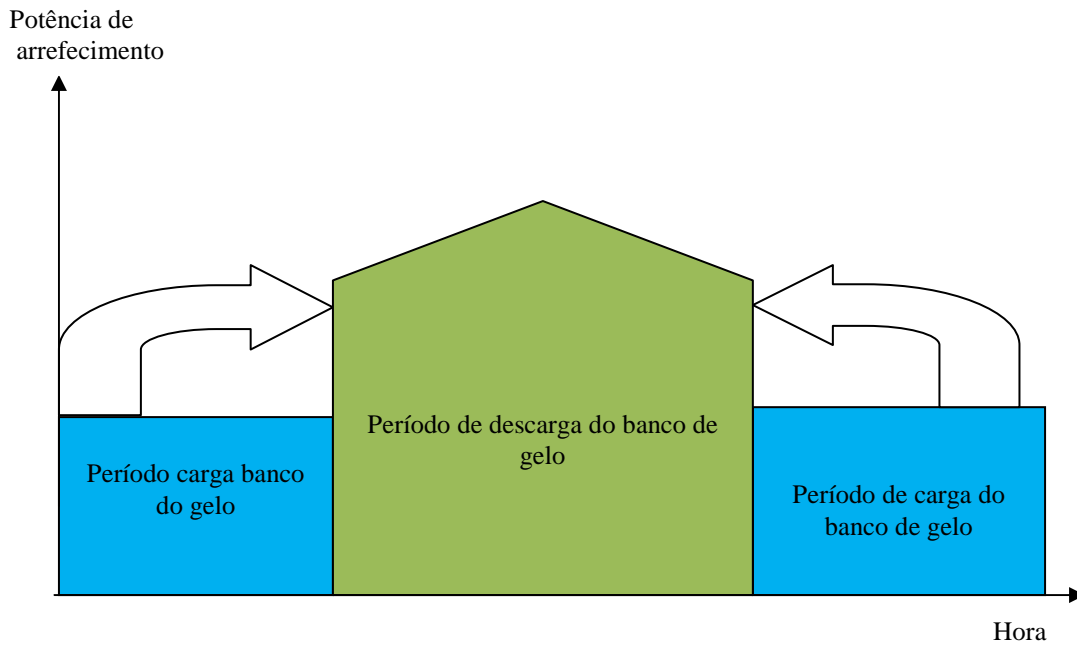 Potência de
arrefecimento
Período de descarga do banco de
gelo
Período carga banco
do gelo
Período de carga do
banco de gelo
Hora